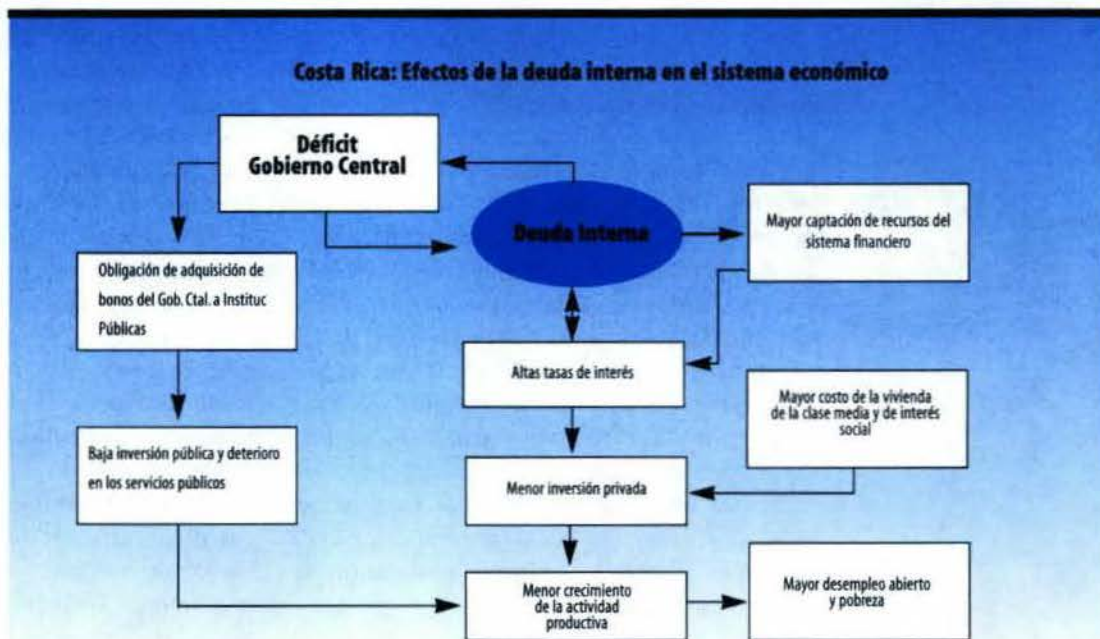 Costa Rica: Efectos de la deuda interna en el sistema económico
Déficit
Gobierno Central
Deuda Interna
Mayor captación de recursos del
sistema financiero
Obligación de adquisición de
bonos del Gob. Ctal. a Instituc
Públicas
Altas tasas de interés
Mayor costo de la vivienda
de la clase media y de interés
social
Baja inversión pública y deterioro
en los servicios públicos
Menor inversión privada
Menor crecimiento
de la actividad
productiva
Mayor desempleo abierto
y pobreza